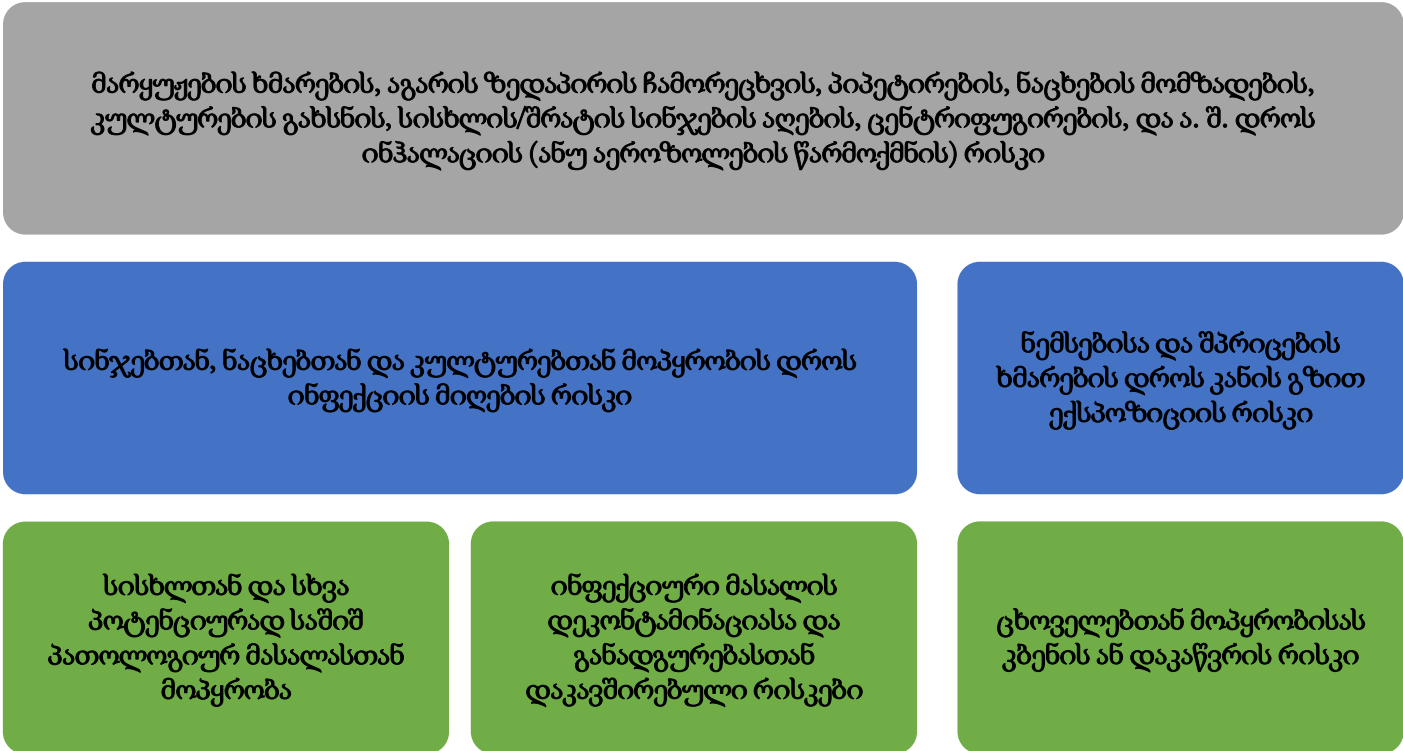 მარყუჟების ხმარების, აგარის ზედაპირის ჩამორეცხვის, პიპეტირების, ნაცხების მომზადების,
კულტურების გახსნის, სისხლის/შრატის სინჯების აღების, ცენტრიფუგირების, და ა. შ. დროს
ინჰალაციის (ანუ აეროზოლების წარმოქმნის) რისკი
სინჯებთან, ნაცხებთან და კულტურებთან მოპყრობის დროს
ინფექციის მიღების რისკი
ნემსებისა და შპრიცების
ხმარების დროს კანის გზით
ექსპოზიციის რისკი
სისხლთან და სხვა
პოტენციურად საშიშ
პათოლოგიურ მასალასთან
მოპყრობა
ინფექციური მასალის
დეკონტამინაციასა და
განადგურებასთან
დაკავშირებული რისკები
ცხოველებთან მოპყრობისას
კბენის ან დაკაწვრის რისკი